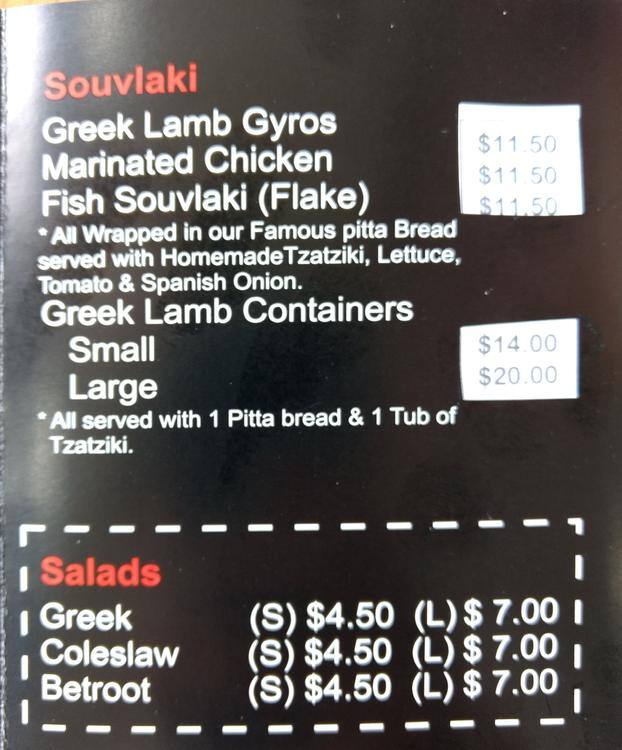 Souvlaki
Greek Lamb Gyros $11.50
Marinated Chicken $11.50
Fish Souvlaki (Flake) $11.50
* All Wrapped in our Famous pitta Bread
served with HomemadeTzatziki, Lettuce,
Tomato & Spanish Onion.
Greek Lamb Containers
Small $14.00
Large $20.00
* All served with 1 Pitta bread & 1 Tub of
Tzatziki.
Salads
Greek (S) $4.50 (L) $ 7.00
Coleslaw (S) $4.50 (L) $ 7.00
Betroot (S) $4.50 (L) $ 7.00